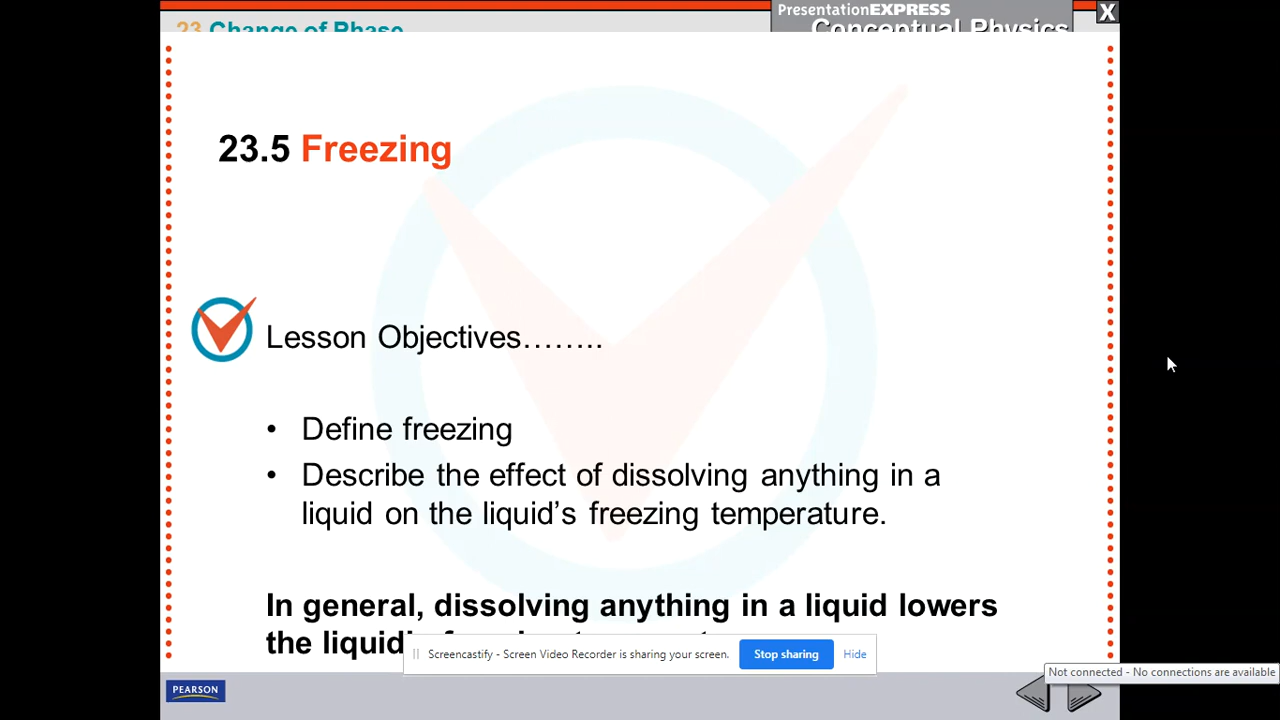 PresentationEXPRESS
X
23 Change of Phase
Conceptual Physics
23.5 Freezing
Lesson Objectives……..
• Define freezing
• Describe the effect of dissolving anything in a
liquid on the liquid's freezing temperature.
In general, dissolving anything in a liquid lowers
the
Screencastify - Screen Video Recorder is sharing your screen.
Stop sharing
Hide
Not connected - No connections are available
PEARSON